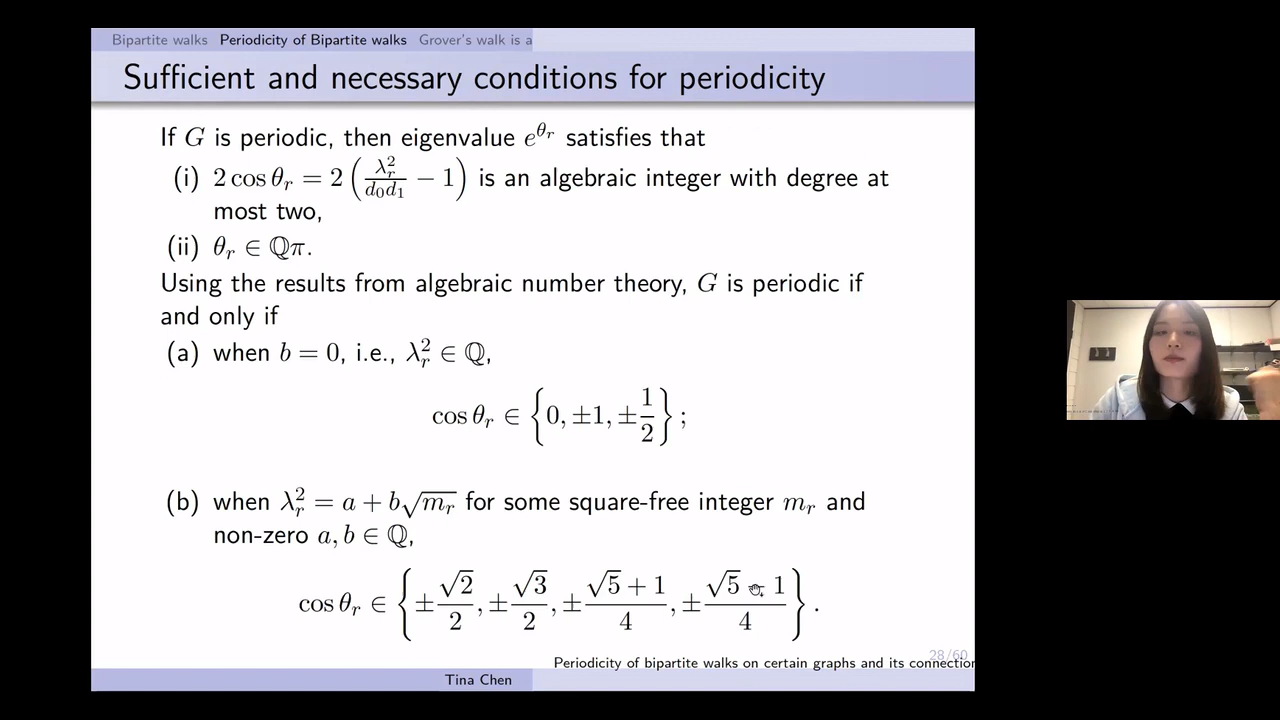 Bipartite walks Periodicity of Bipartite walks Grover's walk is a
Sufficient and necessary conditions for periodicity
If G is periodic, then eigenvalue e^{θ_r} satisfies that
(i) 2 cos θ_r = 2 (λ_r^2/(d_0d_1) − 1) is an algebraic integer with degree at
most two,
(ii) θ_r ∈ ℚπ.
Using the results from algebraic number theory, G is periodic if
and only if
(a) when b = 0, i.e., λ_r^2 ∈ ℚ,
cos θ_r ∈ {0, ±1, ±1/2};
(b) when λ_r^2 = a + b√m_r for some square-free integer m_r and
non-zero a, b ∈ ℚ,
cos θ_r ∈ {±√2/2, ±√3/2, ±(√5 + 1)/4, ±(√5 − 1)/4}.
28/60
Periodicity of bipartite walks on certain graphs and its connection
Tina Chen